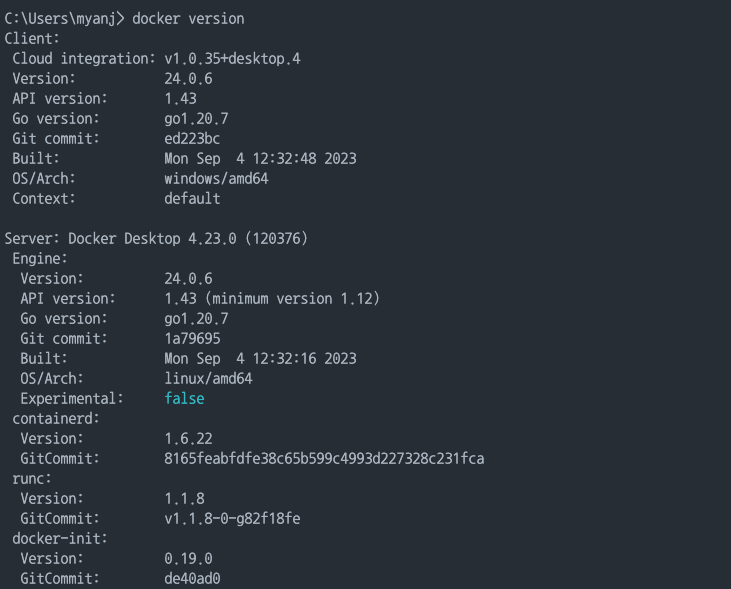 C:\Users\myanj> docker version
Client:
 Cloud integration: v1.0.35+desktop.4
 Version:           24.0.6
 API version:       1.43
 Go version:        go1.20.7
 Git commit:        ed223bc
 Built:             Mon Sep  4 12:32:48 2023
 OS/Arch:           windows/amd64
 Context:           default

Server: Docker Desktop 4.23.0 (120376)
 Engine:
  Version:          24.0.6
  API version:      1.43 (minimum version 1.12)
  Go version:       go1.20.7
  Git commit:       1a79695
  Built:            Mon Sep  4 12:32:16 2023
  OS/Arch:          linux/amd64
  Experimental:     false
 containerd:
  Version:          1.6.22
  GitCommit:        8165feabfdfe38c65b599c4993d227328c231fca
 runc:
  Version:          1.1.8
  GitCommit:        v1.1.8-0-g82f18fe
 docker-init:
  Version:          0.19.0
  GitCommit:        de40ad0